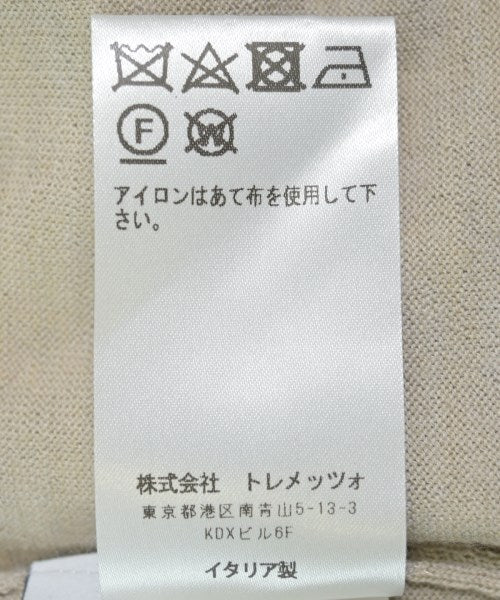 F W
アイロンはあて布を使用して下
さい。
株式会社 トレメッツォ
東京都港区南青山5-13-3
KDXビル6F
イタリア製